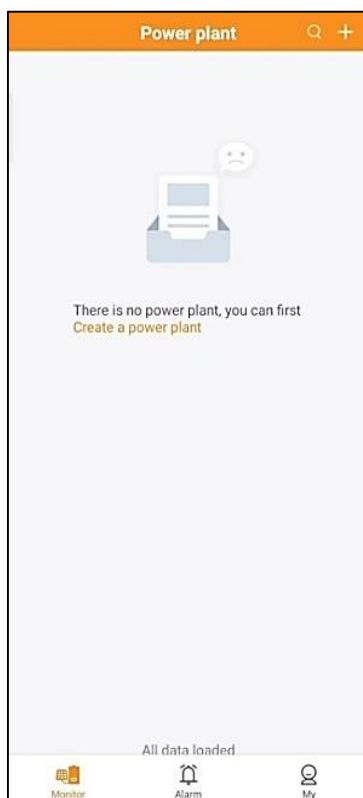 Power plant
There is no power plant, you can first
Create a power plant
All data loaded
Monitor
Alarm
My